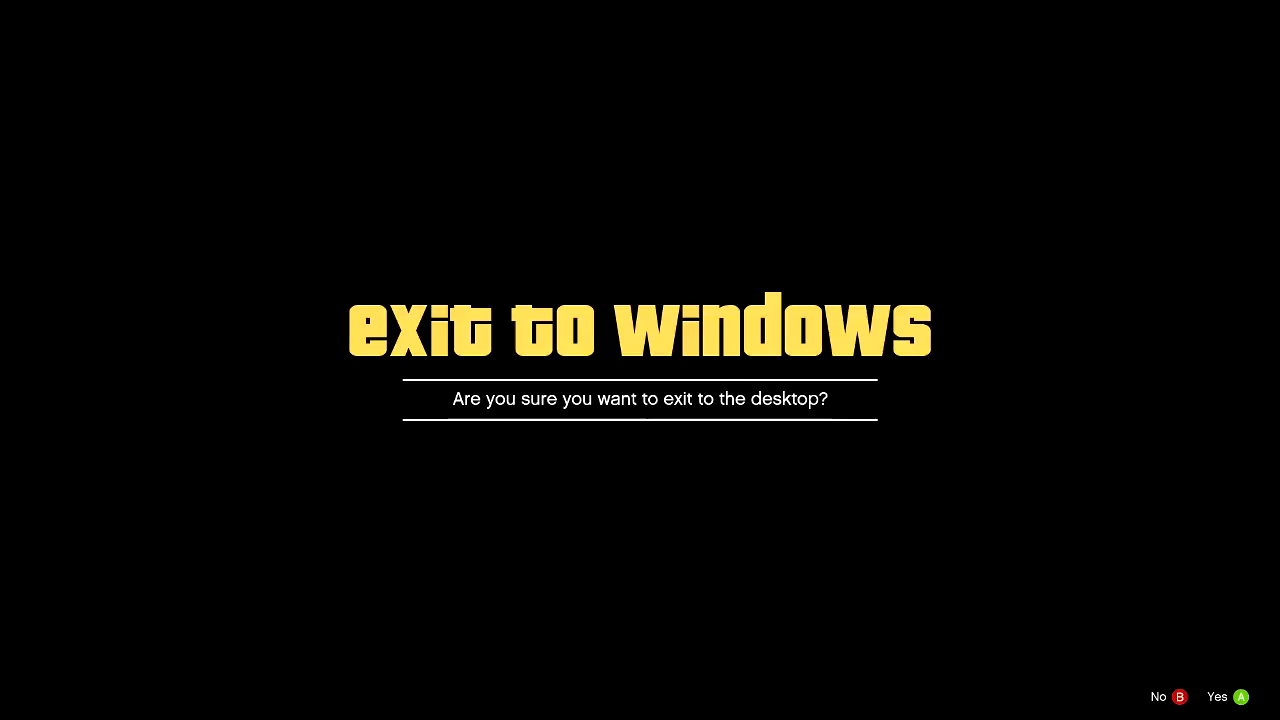 exit to windows
Are you sure you want to exit to the desktop?
No B Yes A